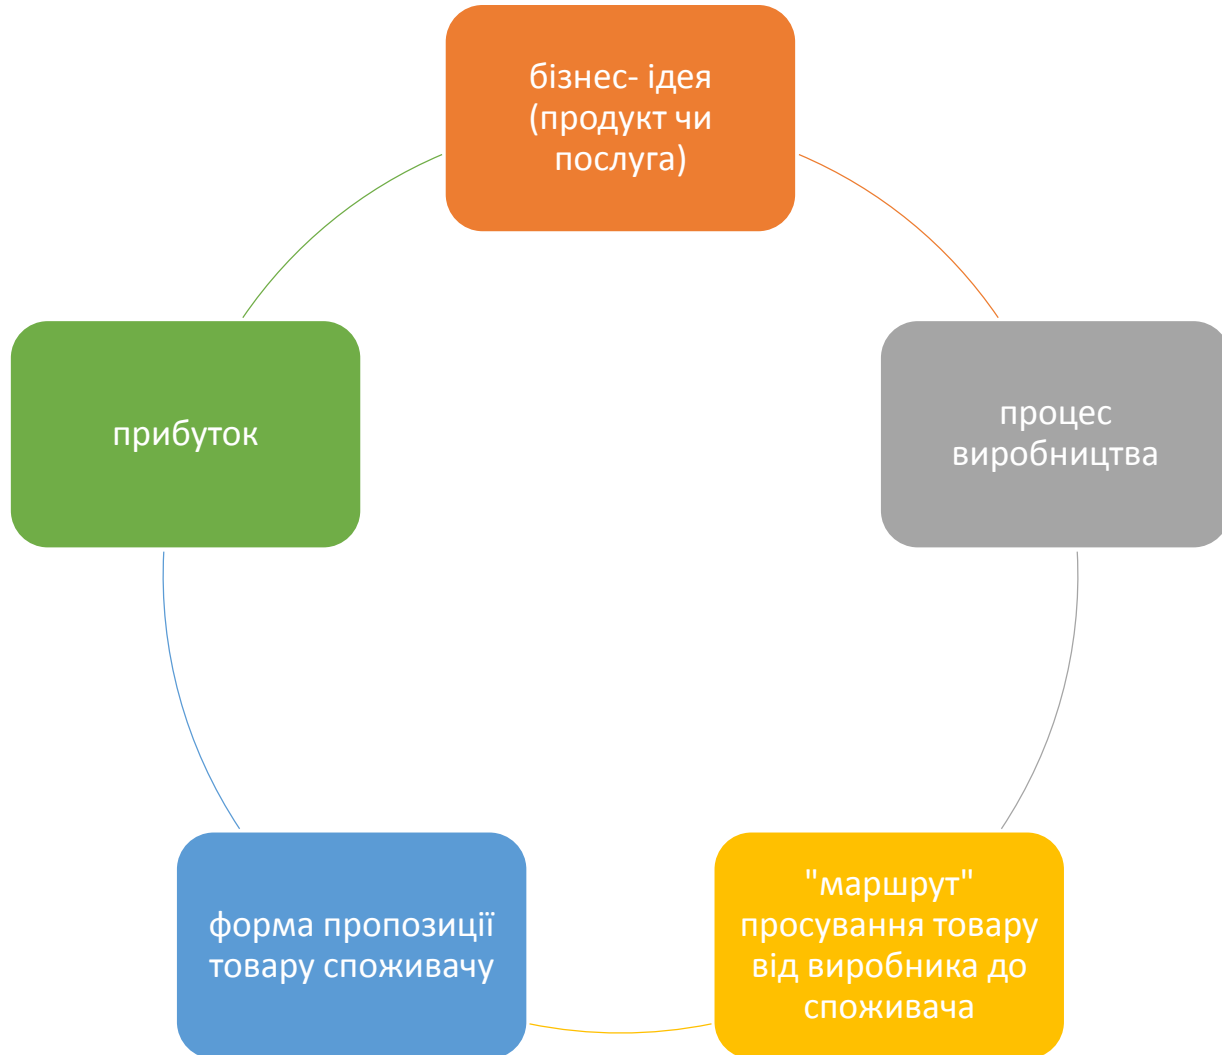 бізнес- ідея
(продукт чи
послуга)
процес
виробництва
"маршрут"
просування товару
від виробника до
споживача
форма пропозиції
товару споживачу
прибуток